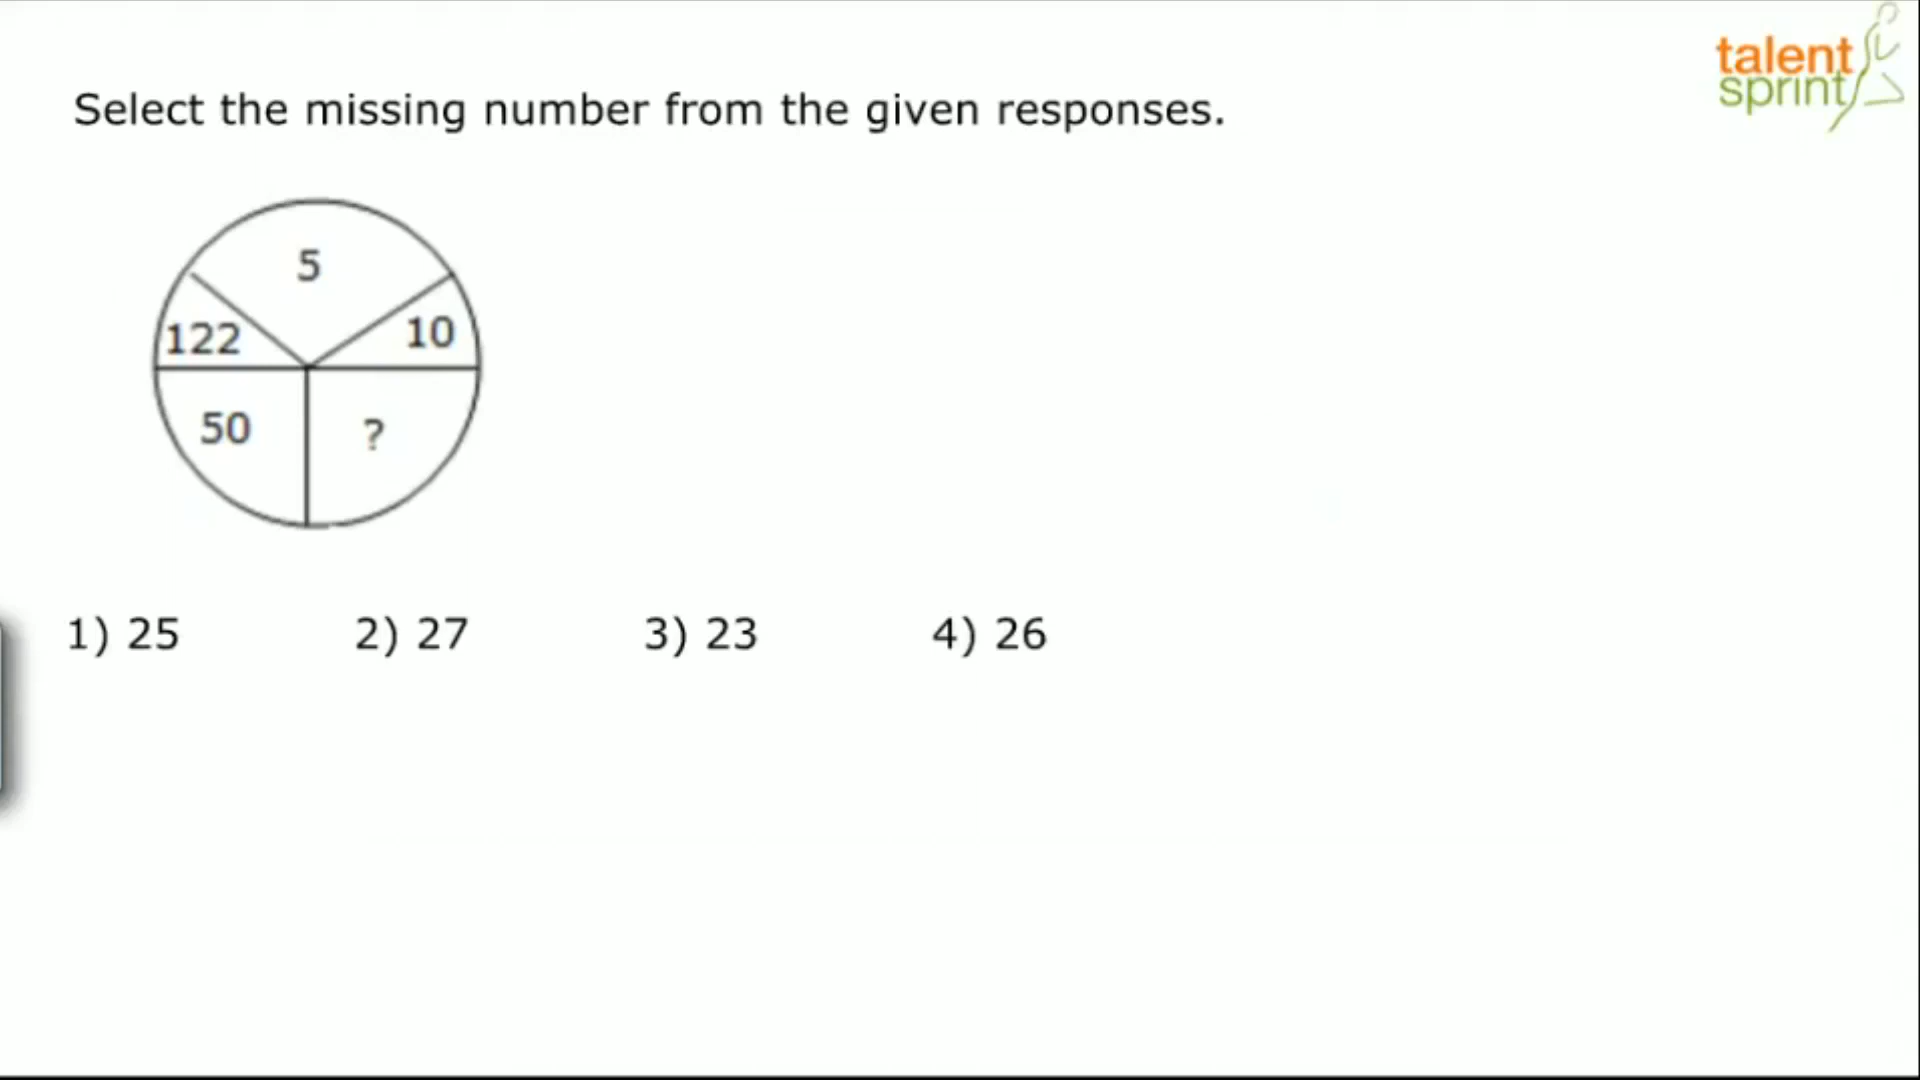 talent
sprint
Select the missing number from the given responses.
5
122
10
50
?
1) 25 2) 27 3) 23 4) 26